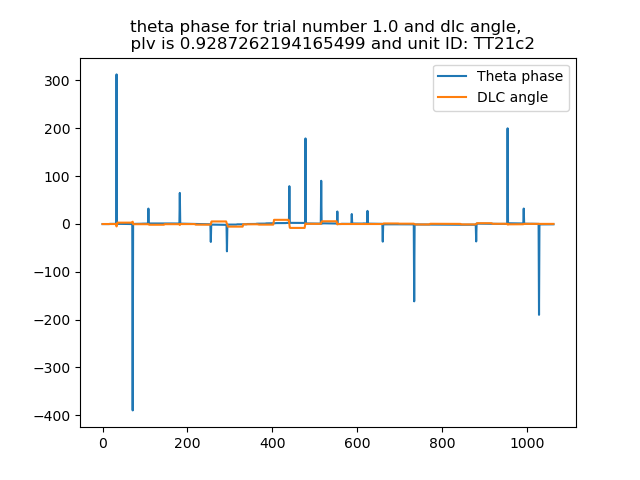 theta phase for trial number 1.0 and dlc angle,
plv is 0.9287262194165499 and unit ID: TT21c2
Theta phase
DLC angle
300
200
100
0
−100
−200
−300
−400
0 200 400 600 800 1000